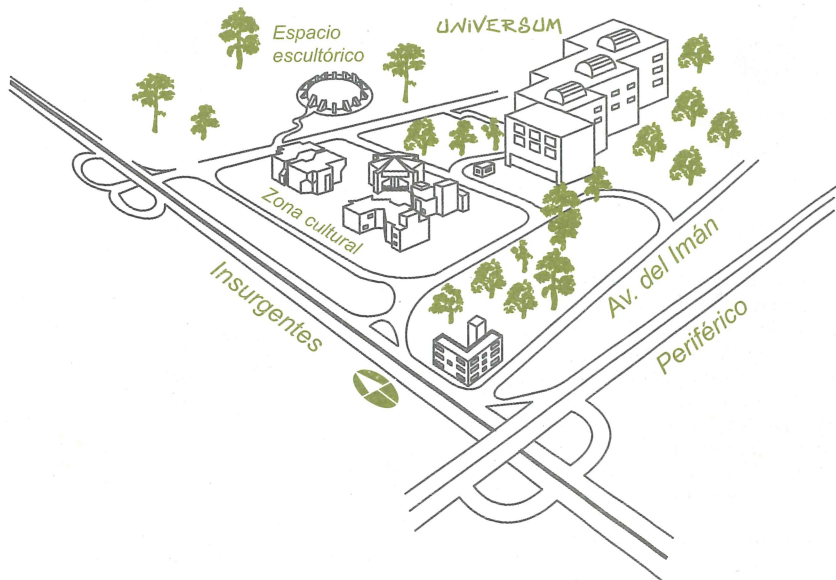 UNiVERSUM
Espacio
escultórico
Zona cultural
Insurgentes
Av. del Imán
Periférico